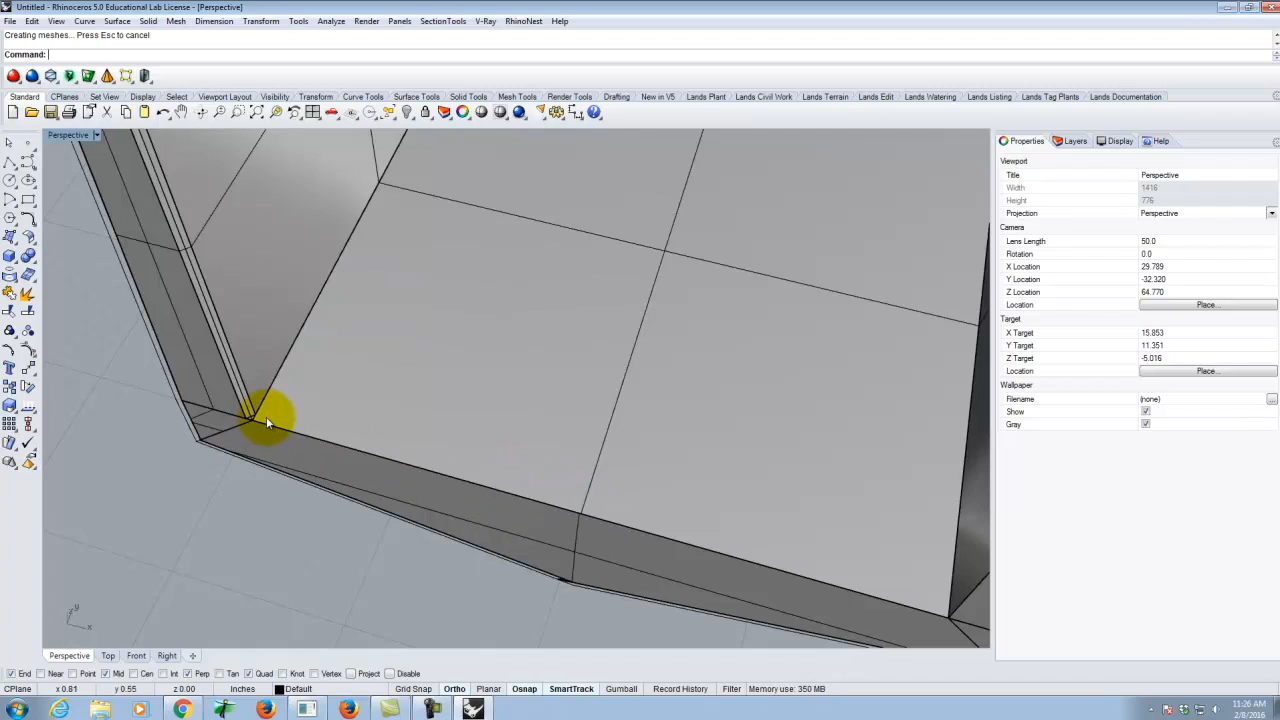 Untitled - Rhinoceros 5.0 Educational Lab License - [Perspective]
File Edit View Curve Surface Solid Mesh Dimension Transform Tools Analyze Render Panels SectionTools V-Ray RhinoNest Help
Creating meshes... Press Esc to cancel
Command:
Standard CPlanes Set View Display Select Viewport Layout Visibility Transform Curve Tools Surface Tools Solid Tools Mesh Tools Render Tools Drafting New in V5 Lands Plant Lands Civil Work Lands Terrain Lands Edit Lands Watering Lands Listing Lands Tag Plants Lands Documentation
Perspective
Properties Layers Display Help
Viewport
Title Perspective
Width 1416
Height 776
Projection Perspective
Camera
Lens Length 50.0
Rotation 0.0
X Location 29.789
Y Location -32.320
Z Location 64.770
Location Place...
Target
X Target 15.853
Y Target 11.351
Z Target -5.016
Location Place...
Wallpaper
Filename (none) ...
Show
Gray
y
x
Perspective Top Front Right
End Near Point Mid Cen Int Perp Tan Quad Knot Vertex Project Disable
CPlane x 0.81 y 0.55 z 0.00 Inches Default Grid Snap Ortho Planar Osnap SmartTrack Gumball Record History Filter Memory use: 350 MB
11:26 AM
2/8/2016